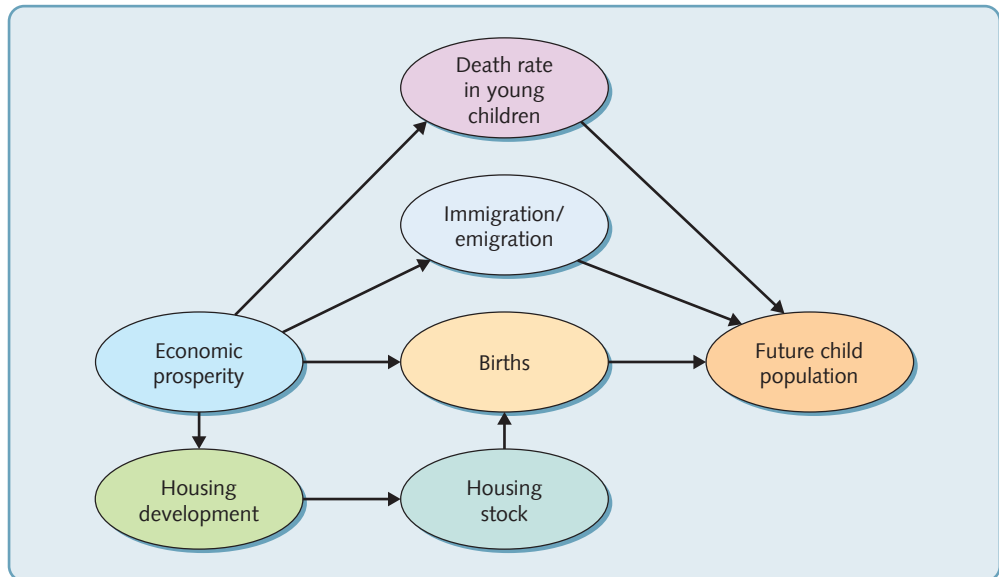 Death rate
in young
children
Immigration/
emigration
Economic
prosperity
Births
Future child
population
Housing
development
Housing
stock